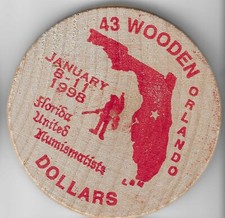 43 WOODEN
DOLLARS
ORLANDO
JANUARY
8-11
1998
Florida
United
Numismatists